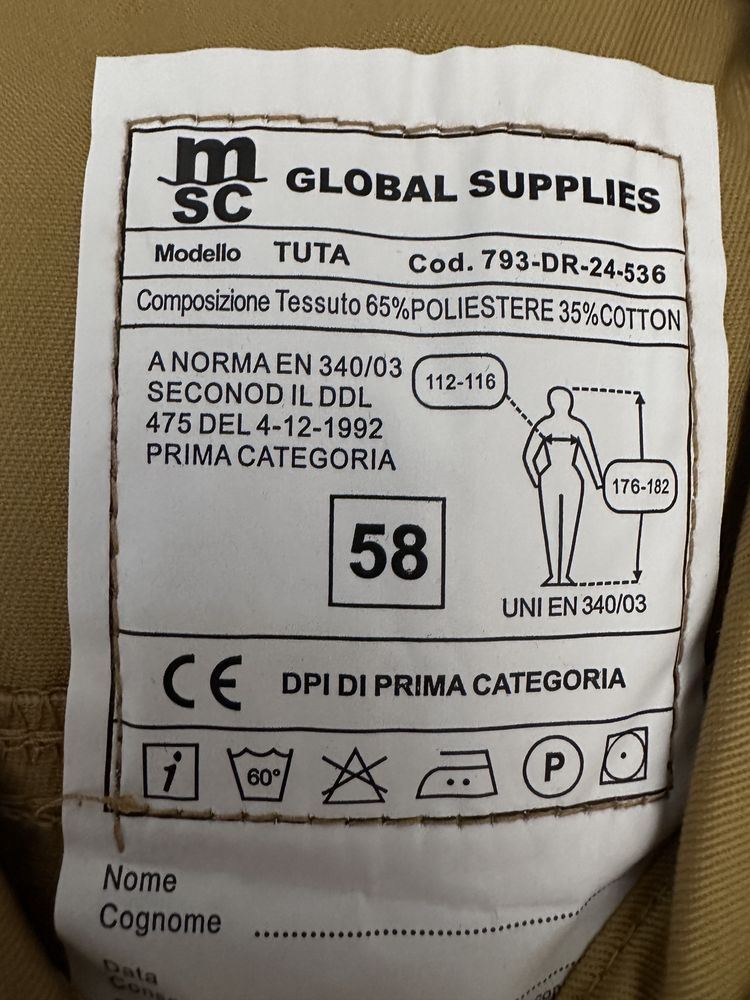 m
SC GLOBAL SUPPLIES
Modello TUTA Cod. 793-DR-24-536
Composizione Tessuto 65%POLIESTERE 35%COTTON
A NORMA EN 340/03
SECONOD IL DDL
475 DEL 4-12-1992
PRIMA CATEGORIA
112-116
176-182
58
UNI EN 340/03
CE DPI DI PRIMA CATEGORIA
i 60° P
Nome
Cognome
Data